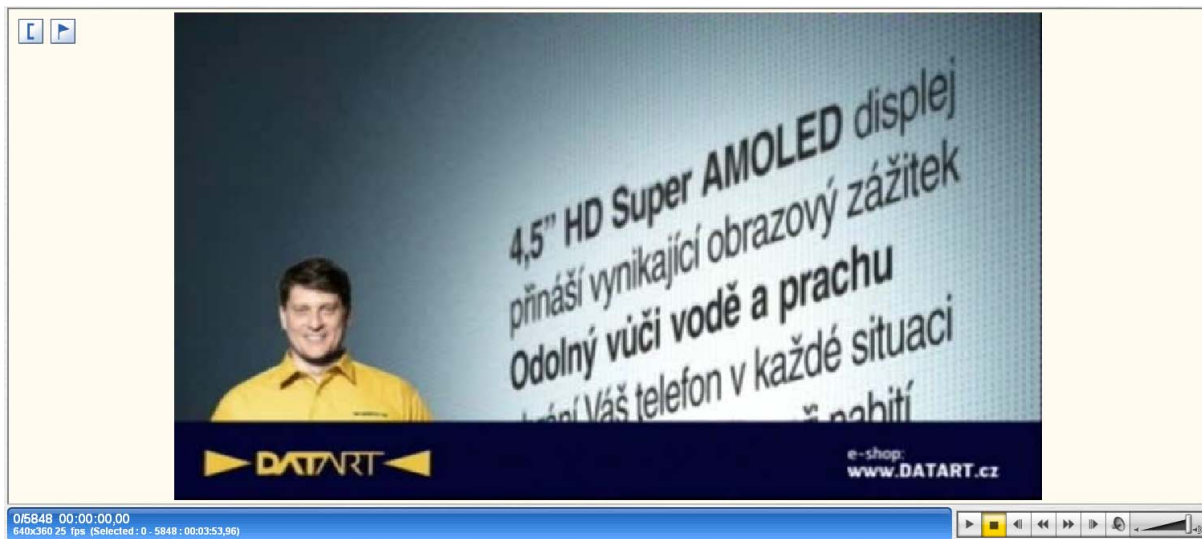 4,5” HD Super AMOLED displej
přináší vynikající obrazový zážitek
Odolný vůči vodě a prachu
Váš telefon v každé situaci
nabití
DATART
e-shop:
www.DATART.cz
0/5848 00:00:00,00
640x360 25 fps (Selected : 0 - 5848 : 00:03:53,96)